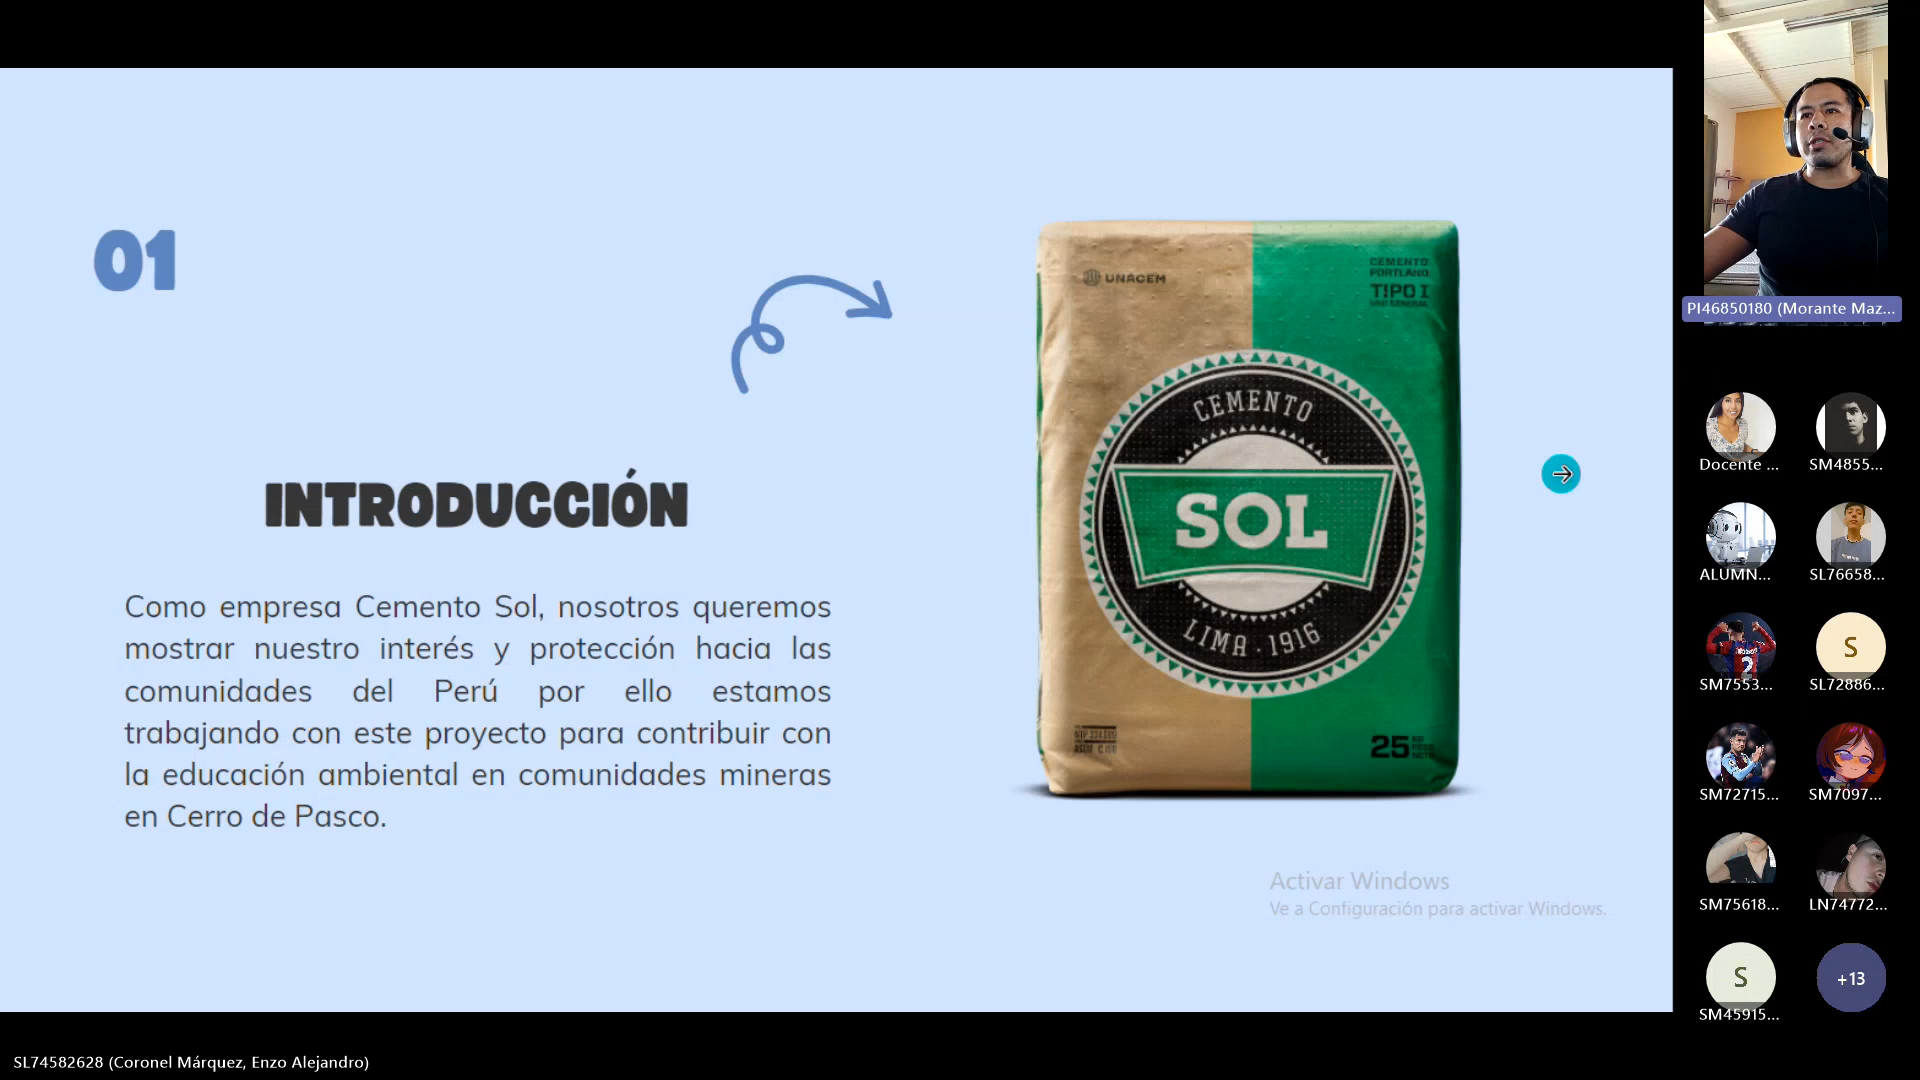 01
INTRODUCCIÓN
Como empresa Cemento Sol, nosotros queremos
mostrar nuestro interés y protección hacia las
comunidades del Perú por ello estamos
trabajando con este proyecto para contribuir con
la educación ambiental en comunidades mineras
en Cerro de Pasco.
UNACEM
CEMENTO
PORTLAND
TIPO I
USO GENERAL
CEMENTO
SOL
LIMA · 1916
25 KG
PESO
NETO
Activar Windows
Ve a Configuración para activar Windows.
PI46850180 (Morante Maz...
Docente ...
SM4855...
ALUMN...
SL76658...
SM7553...
S
SL72886...
SM72715...
SM7097...
SM75618...
LN74772...
S
SM45915...
+13
SL74582628 (Coronel Márquez, Enzo Alejandro)